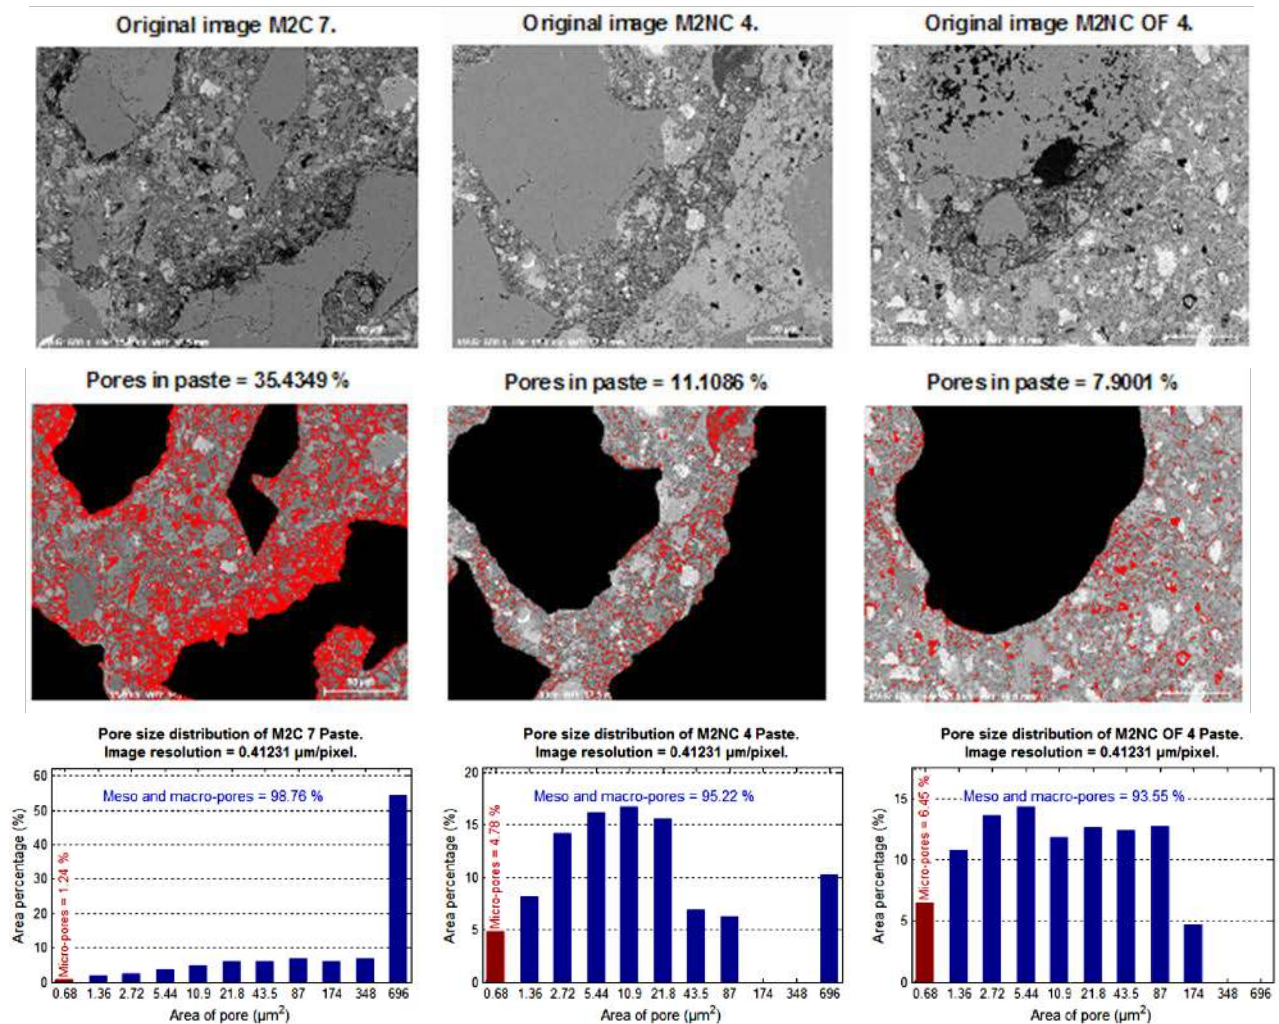 Original image M2C 7.
Original image M2NC 4.
Original image M2NC OF 4.
Pores in paste = 35.4349 %
Pores in paste = 11.1086 %
Pores in paste = 7.9001 %
Pore size distribution of M2C 7 Paste.
Image resolution = 0.41231 µm/pixel.
60
50
40
30
20
10
0
Area percentage (%)
Meso and macro-pores = 98.76 %
Micro-pores = 1.24 %
0.68 1.36 2.72 5.44 10.9 21.8 43.5 87 174 348 696
Area of pore (µm²)
Pore size distribution of M2NC 4 Paste.
Image resolution = 0.41231 µm/pixel.
20
15
10
5
0
Area percentage (%)
Meso and macro-pores = 95.22 %
Micro-pores = 4.78 %
0.68 1.36 2.72 5.44 10.9 21.8 43.5 87 174 348 696
Area of pore (µm²)
Pore size distribution of M2NC OF 4 Paste.
Image resolution = 0.41231 µm/pixel.
15
10
5
0
Area percentage (%)
Meso and macro-pores = 93.55 %
Micro-pores = 6.45 %
0.68 1.36 2.72 5.44 10.9 21.8 43.5 87 174 348 696
Area of pore (µm²)